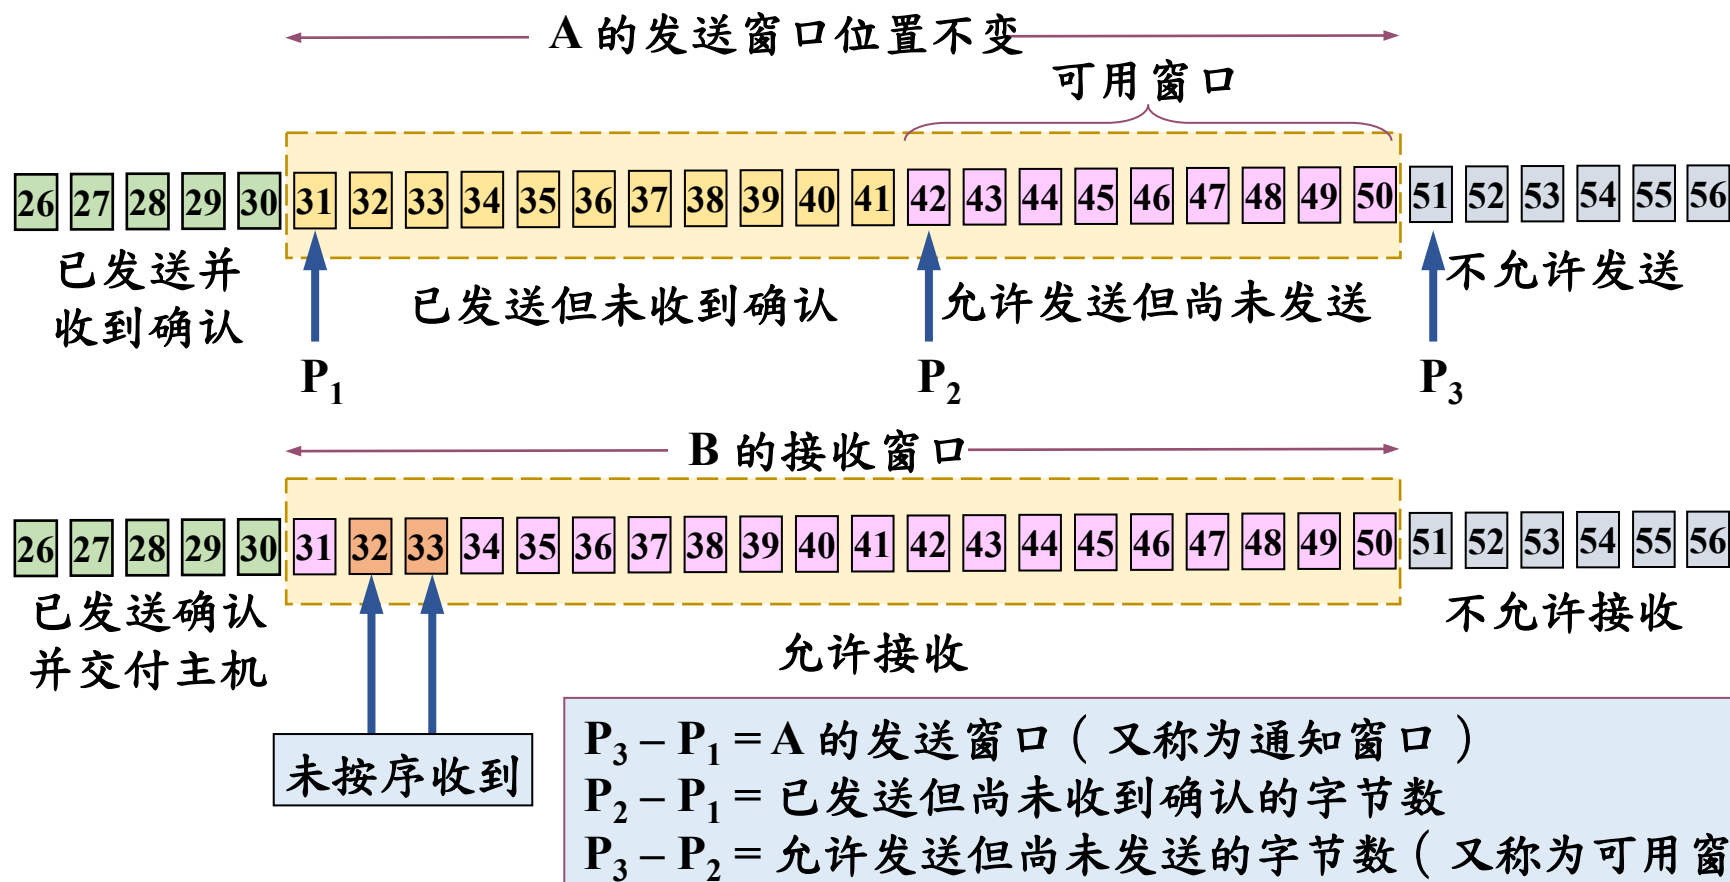 A 的发送窗口位置不变
可用窗口
26 27 28 29 30 31 32 33 34 35 36 37 38 39 40 41 42 43 44 45 46 47 48 49 50 51 52 53 54 55 56
已发送并
收到确认
已发送但未收到确认
允许发送但尚未发送
不允许发送
P1
P2
P3
B 的接收窗口
26 27 28 29 30 31 32 33 34 35 36 37 38 39 40 41 42 43 44 45 46 47 48 49 50 51 52 53 54 55 56
已发送确认
并交付主机
允许接收
不允许接收
未按序收到
P3 – P1 = A 的发送窗口（又称为通知窗口）
P2 – P1 = 已发送但尚未收到确认的字节数
P3 – P2 = 允许发送但尚未发送的字节数（又称为可用窗